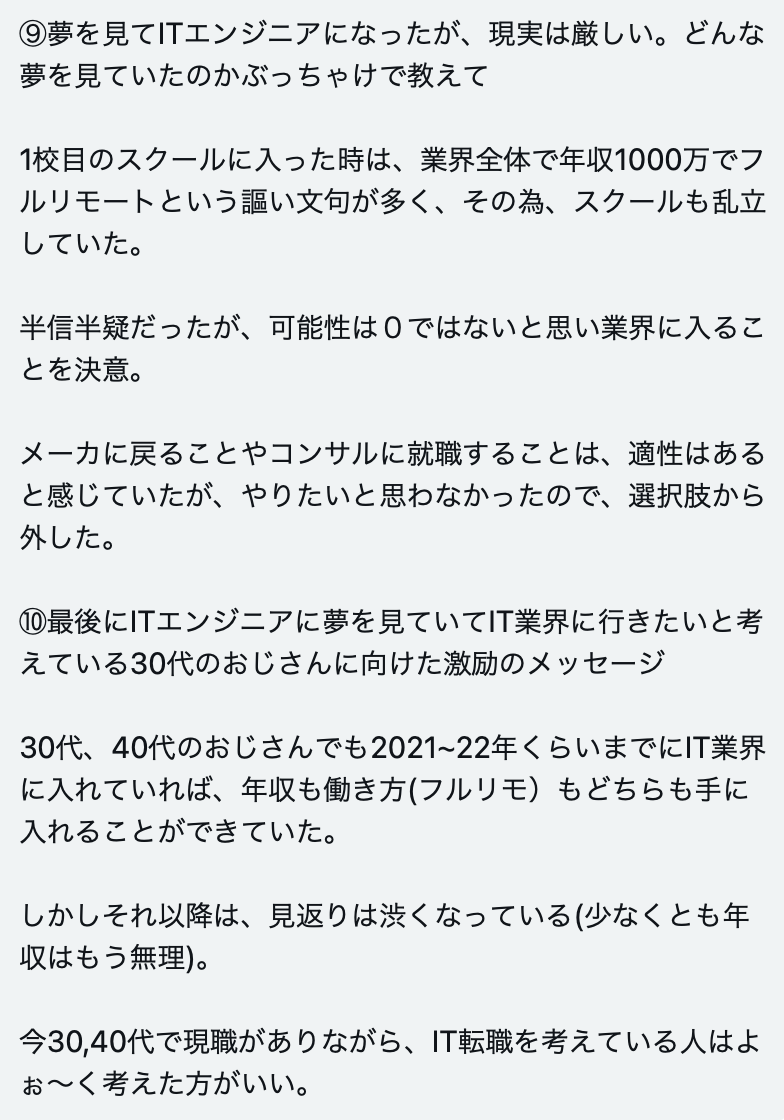 ⑨夢を見てITエンジニアになったが、現実は厳しい。どんな
夢を見ていたのかぶっちゃけで教えて
1校目のスクールに入った時は、業界全体で年収1000万でフ
ルリモートという謳い文句が多く、その為、スクールも乱立
していた。
半信半疑だったが、可能性は０ではないと思い業界に入るこ
とを決意。
メーカに戻ることやコンサルに就職することは、適性はある
と感じていたが、やりたいと思わなかったので、選択肢から
外した。
⑩最後にITエンジニアに夢を見ていてIT業界に行きたいと考
えている30代のおじさんに向けた激励のメッセージ
30代、40代のおじさんでも2021~22年くらいまでにIT業界
に入れていれば、年収も働き方(フルリモ）もどちらも手に
入れることができていた。
しかしそれ以降は、見返りは渋くなっている(少なくとも年
収はもう無理)。
今30,40代で現職がありながら、IT転職を考えている人はよ
ぉ〜く考えた方がいい。